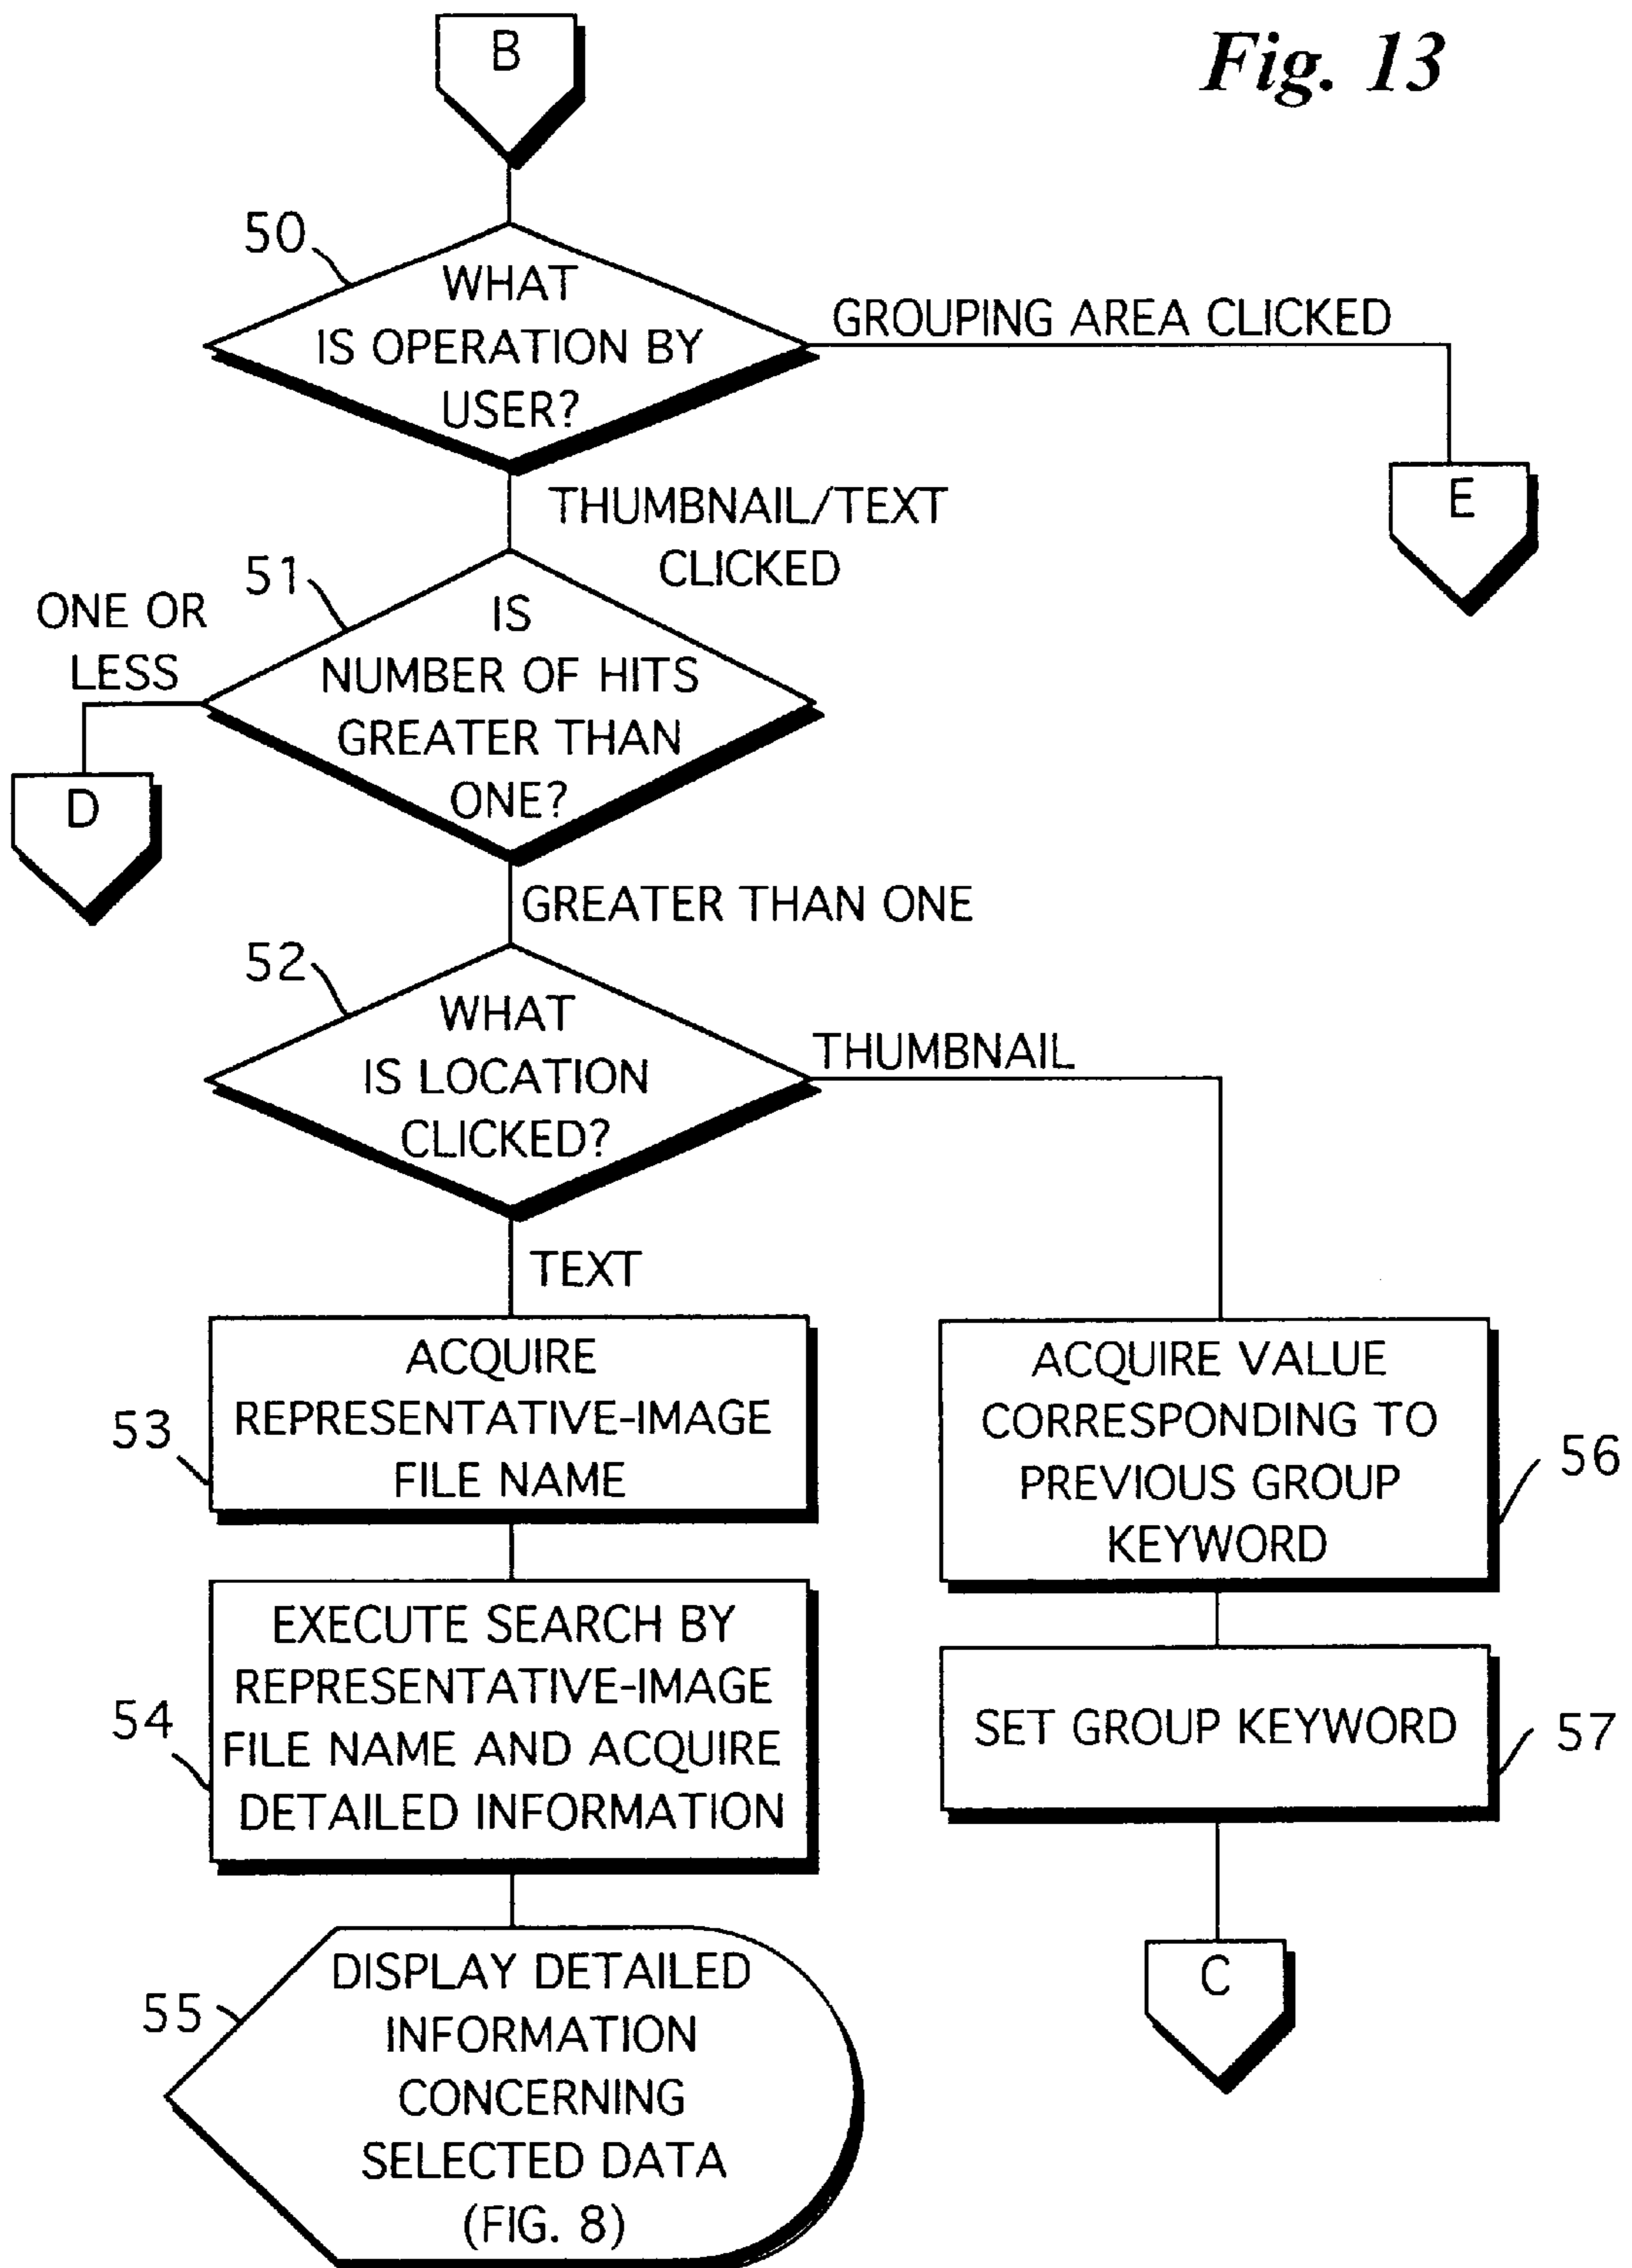 Fig. 13
B
50
WHAT
IS OPERATION BY
USER?
GROUPING AREA CLICKED
E
THUMBNAIL/TEXT
CLICKED
51
ONE OR
LESS
IS
NUMBER OF HITS
GREATER THAN
ONE?
D
GREATER THAN ONE
52
WHAT
IS LOCATION
CLICKED?
THUMBNAIL
TEXT
53
ACQUIRE
REPRESENTATIVE-IMAGE
FILE NAME
ACQUIRE VALUE
CORRESPONDING TO
PREVIOUS GROUP
KEYWORD
56
54
EXECUTE SEARCH BY
REPRESENTATIVE-IMAGE
FILE NAME AND ACQUIRE
DETAILED INFORMATION
SET GROUP KEYWORD
57
55
DISPLAY DETAILED
INFORMATION
CONCERNING
SELECTED DATA
(FIG. 8)
C